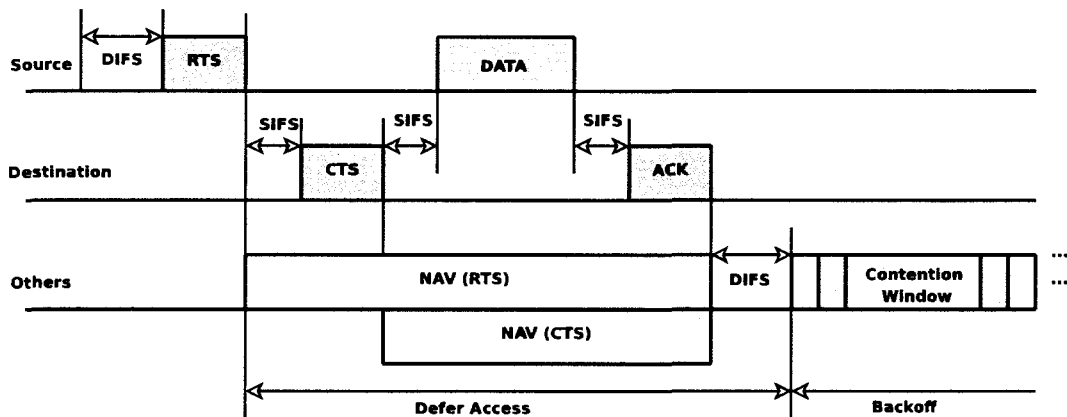 Source
DIFS
RTS
DATA
SIFS
SIFS
SIFS
Destination
CTS
ACK
Others
NAV (RTS)
DIFS
Contention
Window
...
...
NAV (CTS)
Defer Access
Backoff